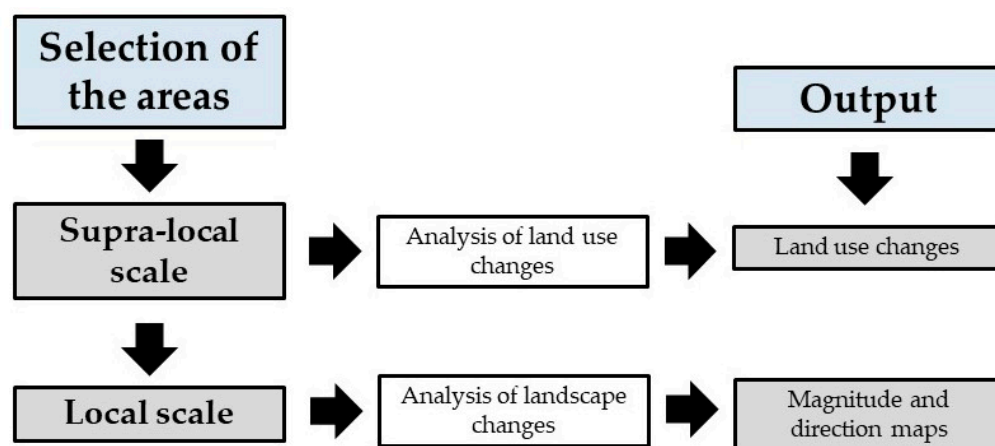 Selection of
the areas
Output
Supra-local
scale
Analysis of land use
changes
Land use changes
Local scale
Analysis of landscape
changes
Magnitude and
direction maps